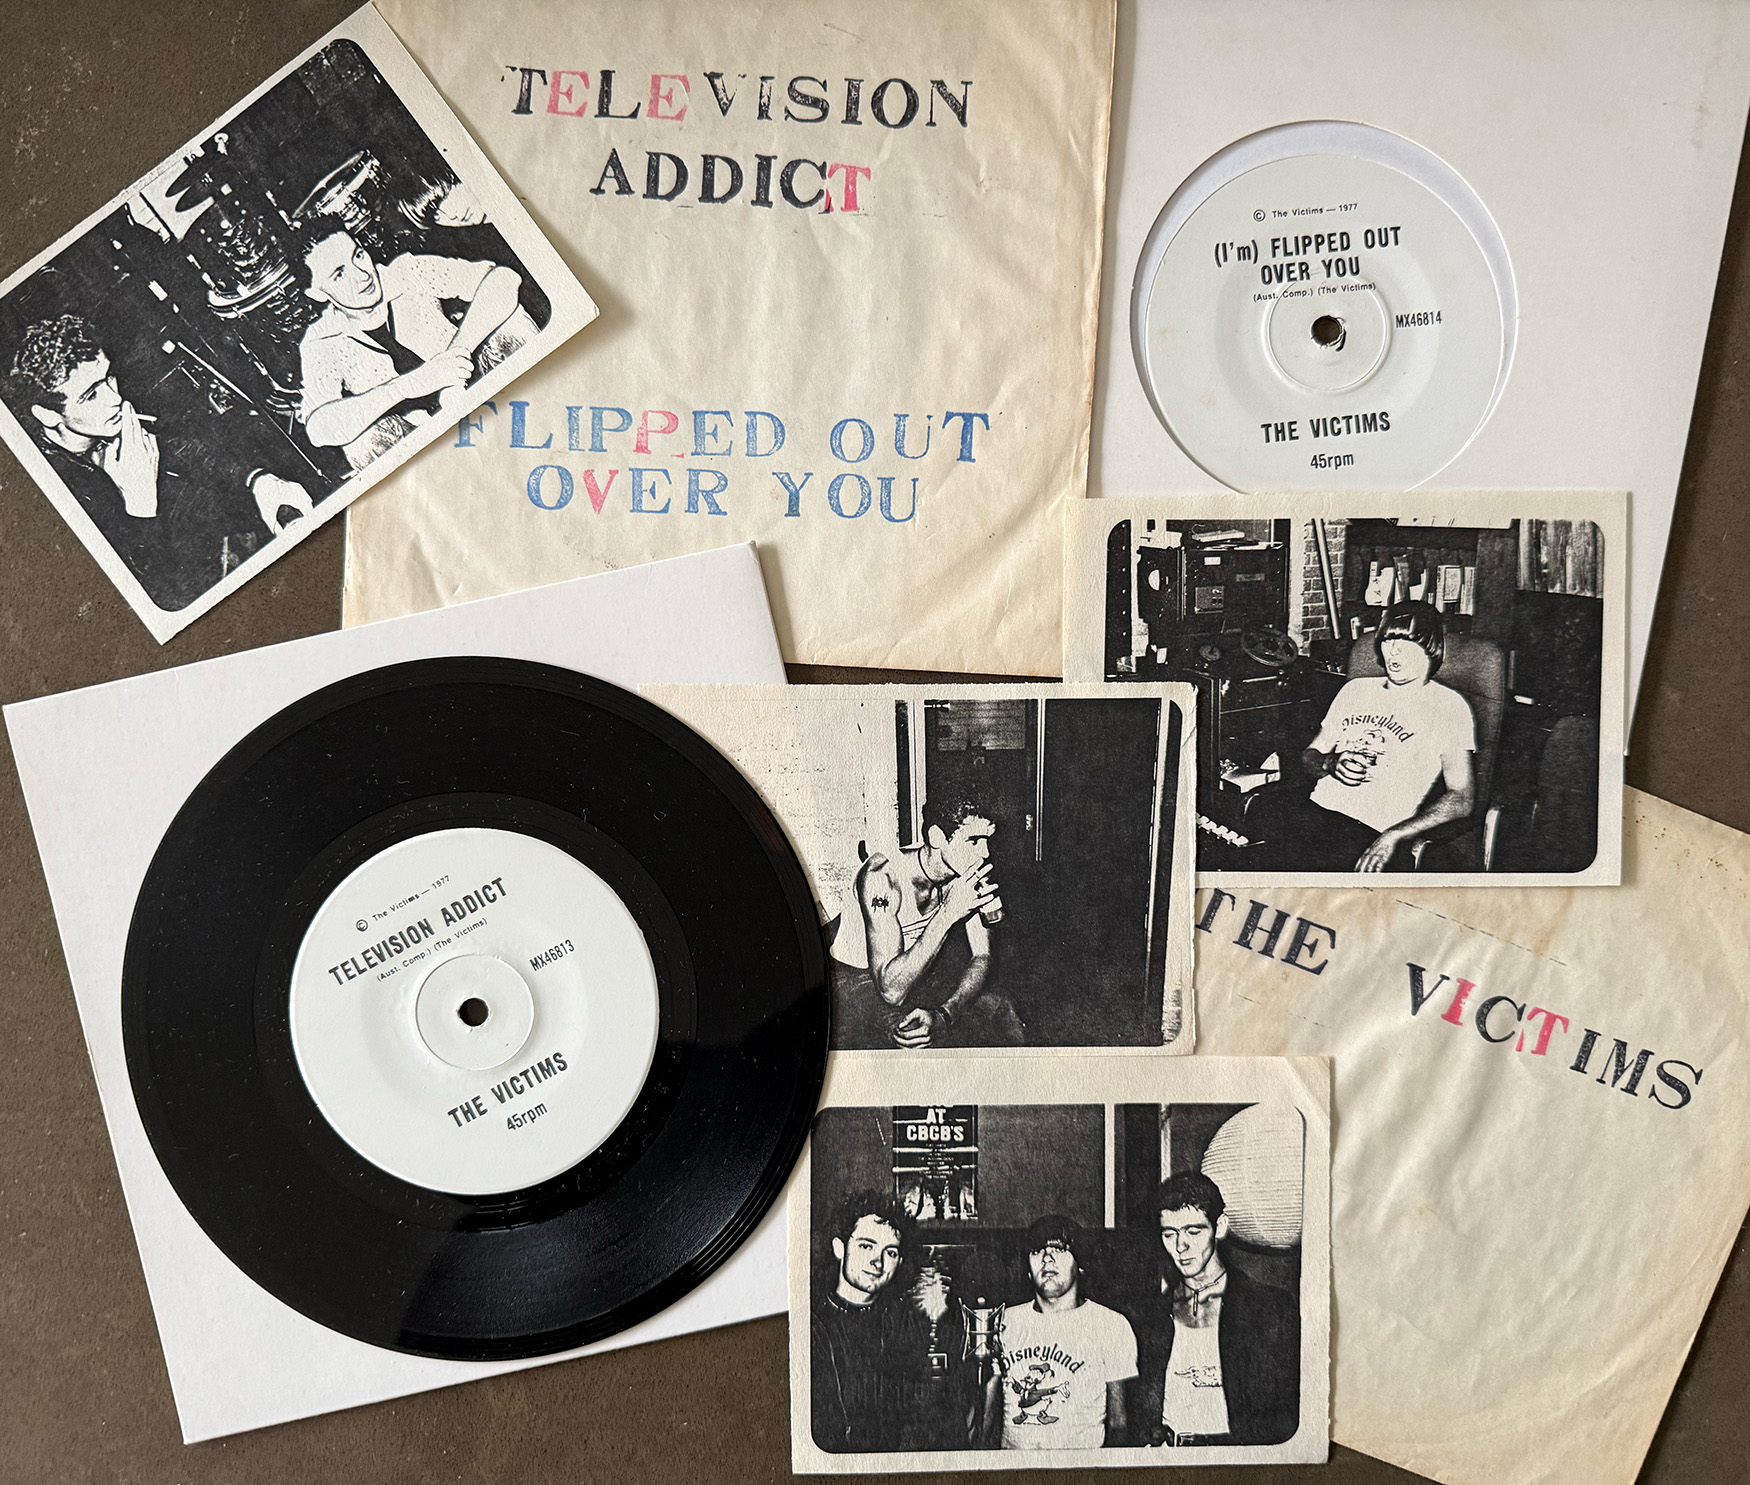 TELEVISION
ADDICT
FLIPPED OUT
OVER YOU
© The Victims — 1977
(I'm) FLIPPED OUT
OVER YOU
(Aust. Comp.) (The Victims)
MX46814
THE VICTIMS
45rpm
Disneyland
© The Victims — 1977
TELEVISION ADDICT
(Aust. Comp.) (The Victims)
MX46813
THE VICTIMS
45rpm
THE VICTIMS
AT
CBGB'S
Disneyland